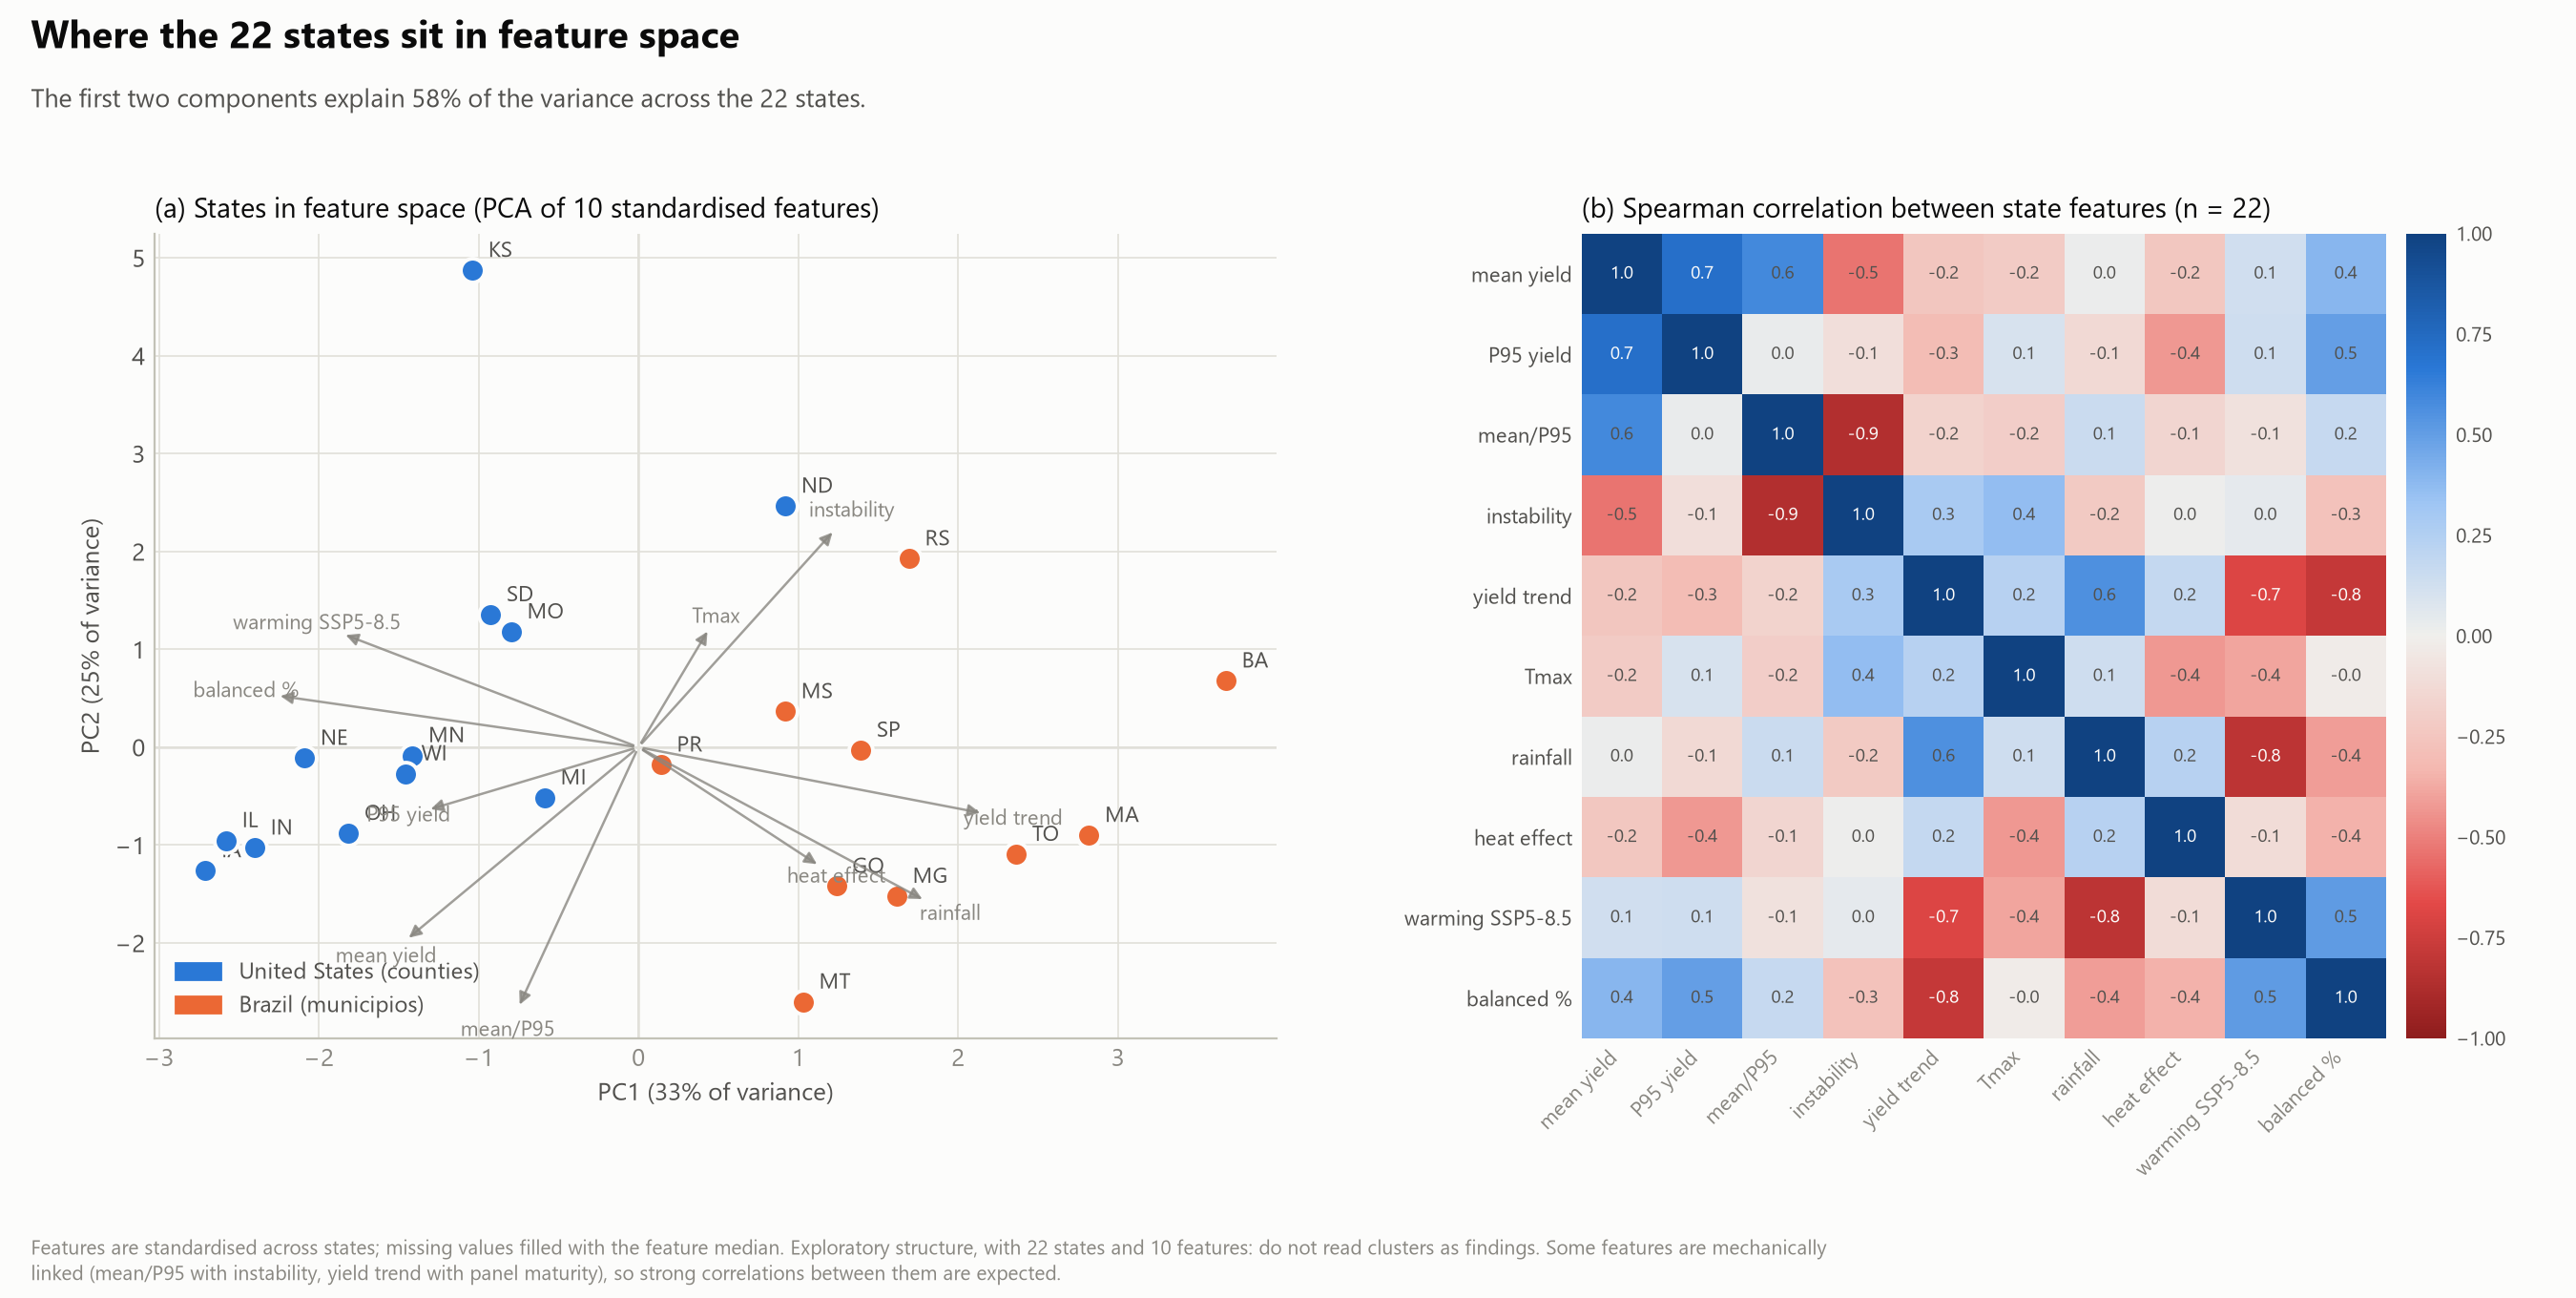 Where the 22 states sit in feature space
The first two components explain 58% of the variance across the 22 states.
(a) States in feature space (PCA of 10 standardised features)
PC2 (25% of variance)
5
4
3
2
1
0
−1
−2
KS
ND
instability
RS
SD
MO
Tmax
warming SSP5-8.5
BA
balanced %
MS
SP
NE
MN
WI
PR
MI
OH
P95 yield
yield trend
MA
TO
IL
IN
GO
heat effect
MG
rainfall
mean yield
MT
mean/P95
United States (counties)
Brazil (municipios)
−3 −2 −1 0 1 2 3
PC1 (33% of variance)
(b) Spearman correlation between state features (n = 22)
mean yield 1.0 0.7 0.6 -0.5 -0.2 -0.2 0.0 -0.2 0.1 0.4
P95 yield 0.7 1.0 0.0 -0.1 -0.3 0.1 -0.1 -0.4 0.1 0.5
mean/P95 0.6 0.0 1.0 -0.9 -0.2 -0.2 0.1 -0.1 -0.1 0.2
instability -0.5 -0.1 -0.9 1.0 0.3 0.4 -0.2 0.0 0.0 -0.3
yield trend -0.2 -0.3 -0.2 0.3 1.0 0.2 0.6 0.2 -0.7 -0.8
Tmax -0.2 0.1 -0.2 0.4 0.2 1.0 0.1 -0.4 -0.4 -0.0
rainfall 0.0 -0.1 0.1 -0.2 0.6 0.1 1.0 0.2 -0.8 -0.4
heat effect -0.2 -0.4 -0.1 0.0 0.2 -0.4 0.2 1.0 -0.1 -0.4
warming SSP5-8.5 0.1 0.1 -0.1 0.0 -0.7 -0.4 -0.8 -0.1 1.0 0.5
balanced % 0.4 0.5 0.2 -0.3 -0.8 -0.0 -0.4 -0.4 0.5 1.0
mean yield P95 yield mean/P95 instability yield trend Tmax rainfall heat effect warming SSP5-8.5 balanced %
1.00
0.75
0.50
0.25
0.00
−0.25
−0.50
−0.75
−1.00
Features are standardised across states; missing values filled with the feature median. Exploratory structure, with 22 states and 10 features: do not read clusters as findings. Some features are mechanically
linked (mean/P95 with instability, yield trend with panel maturity), so strong correlations between them are expected.